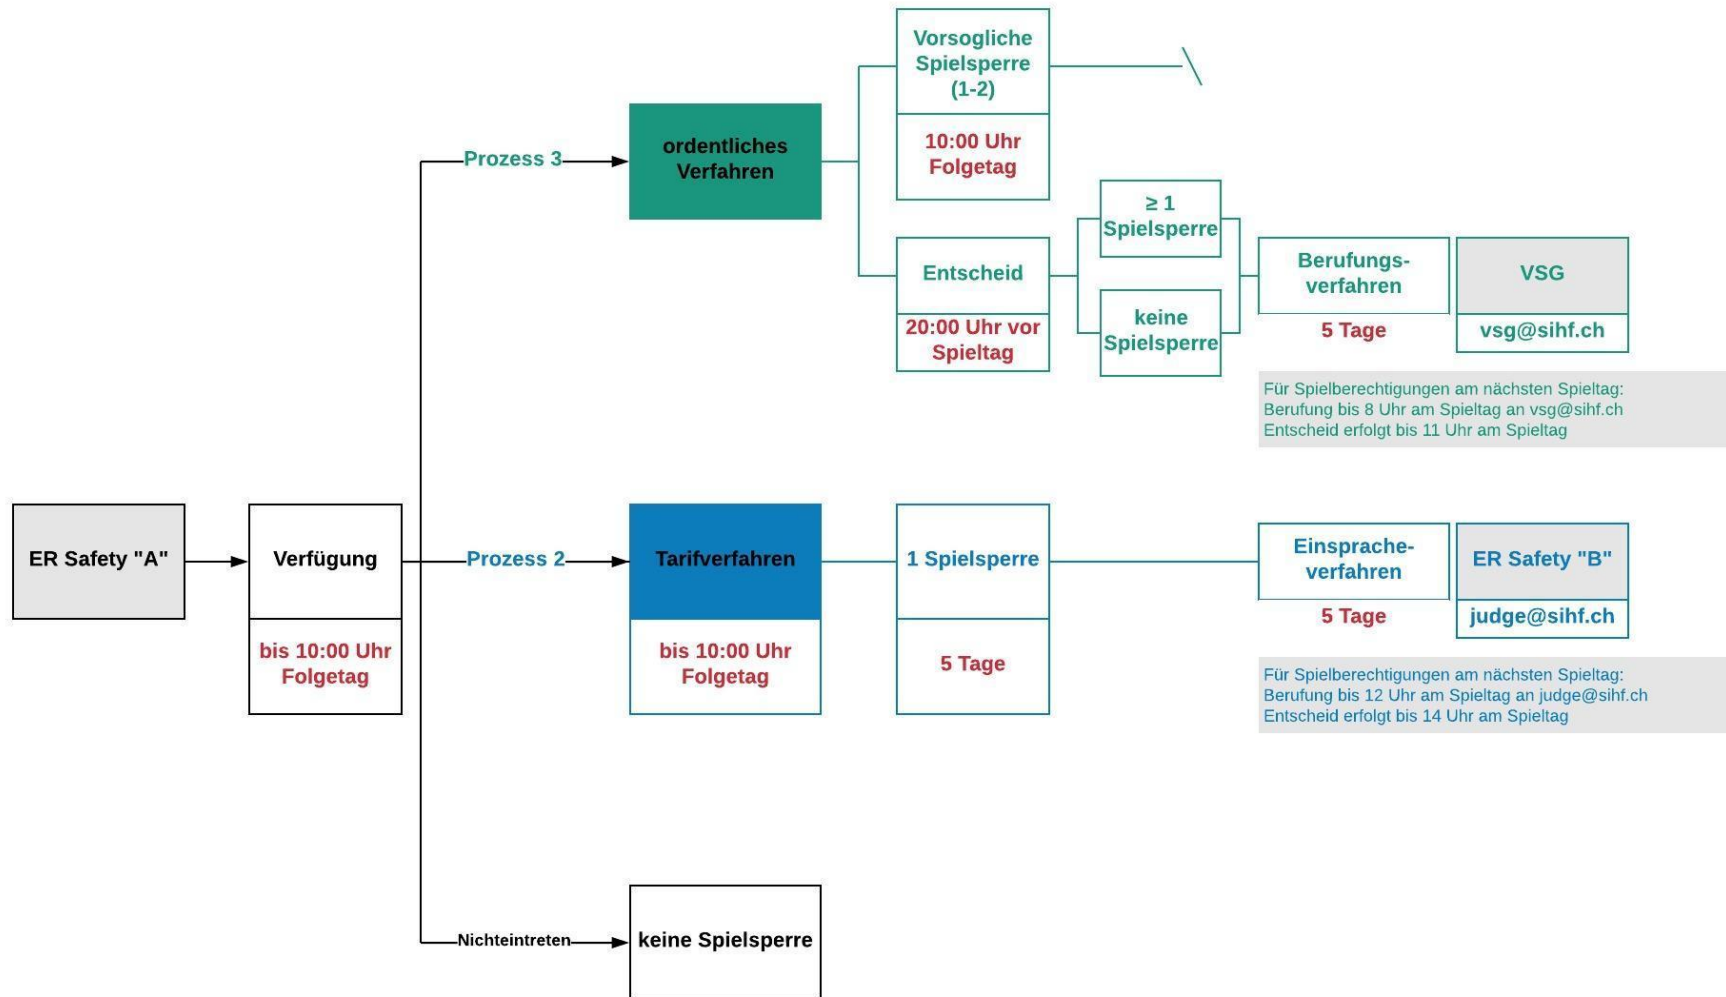 Vorsogliche
Spielsperre
(1-2)
10:00 Uhr
Folgetag
Prozess 3
ordentliches
Verfahren
≥ 1
Spielsperre
Entscheid
20:00 Uhr vor
Spieltag
keine
Spielsperre
Berufungs-
verfahren
5 Tage
VSG
vsg@sihf.ch
Für Spielberechtigungen am nächsten Spieltag:
Berufung bis 8 Uhr am Spieltag an vsg@sihf.ch
Entscheid erfolgt bis 11 Uhr am Spieltag
ER Safety "A"
Verfügung
bis 10:00 Uhr
Folgetag
Prozess 2
Tarifverfahren
bis 10:00 Uhr
Folgetag
1 Spielsperre
5 Tage
Einsprache-
verfahren
5 Tage
ER Safety "B"
judge@sihf.ch
Für Spielberechtigungen am nächsten Spieltag:
Berufung bis 12 Uhr am Spieltag an judge@sihf.ch
Entscheid erfolgt bis 14 Uhr am Spieltag
Nichteintreten
keine Spielsperre